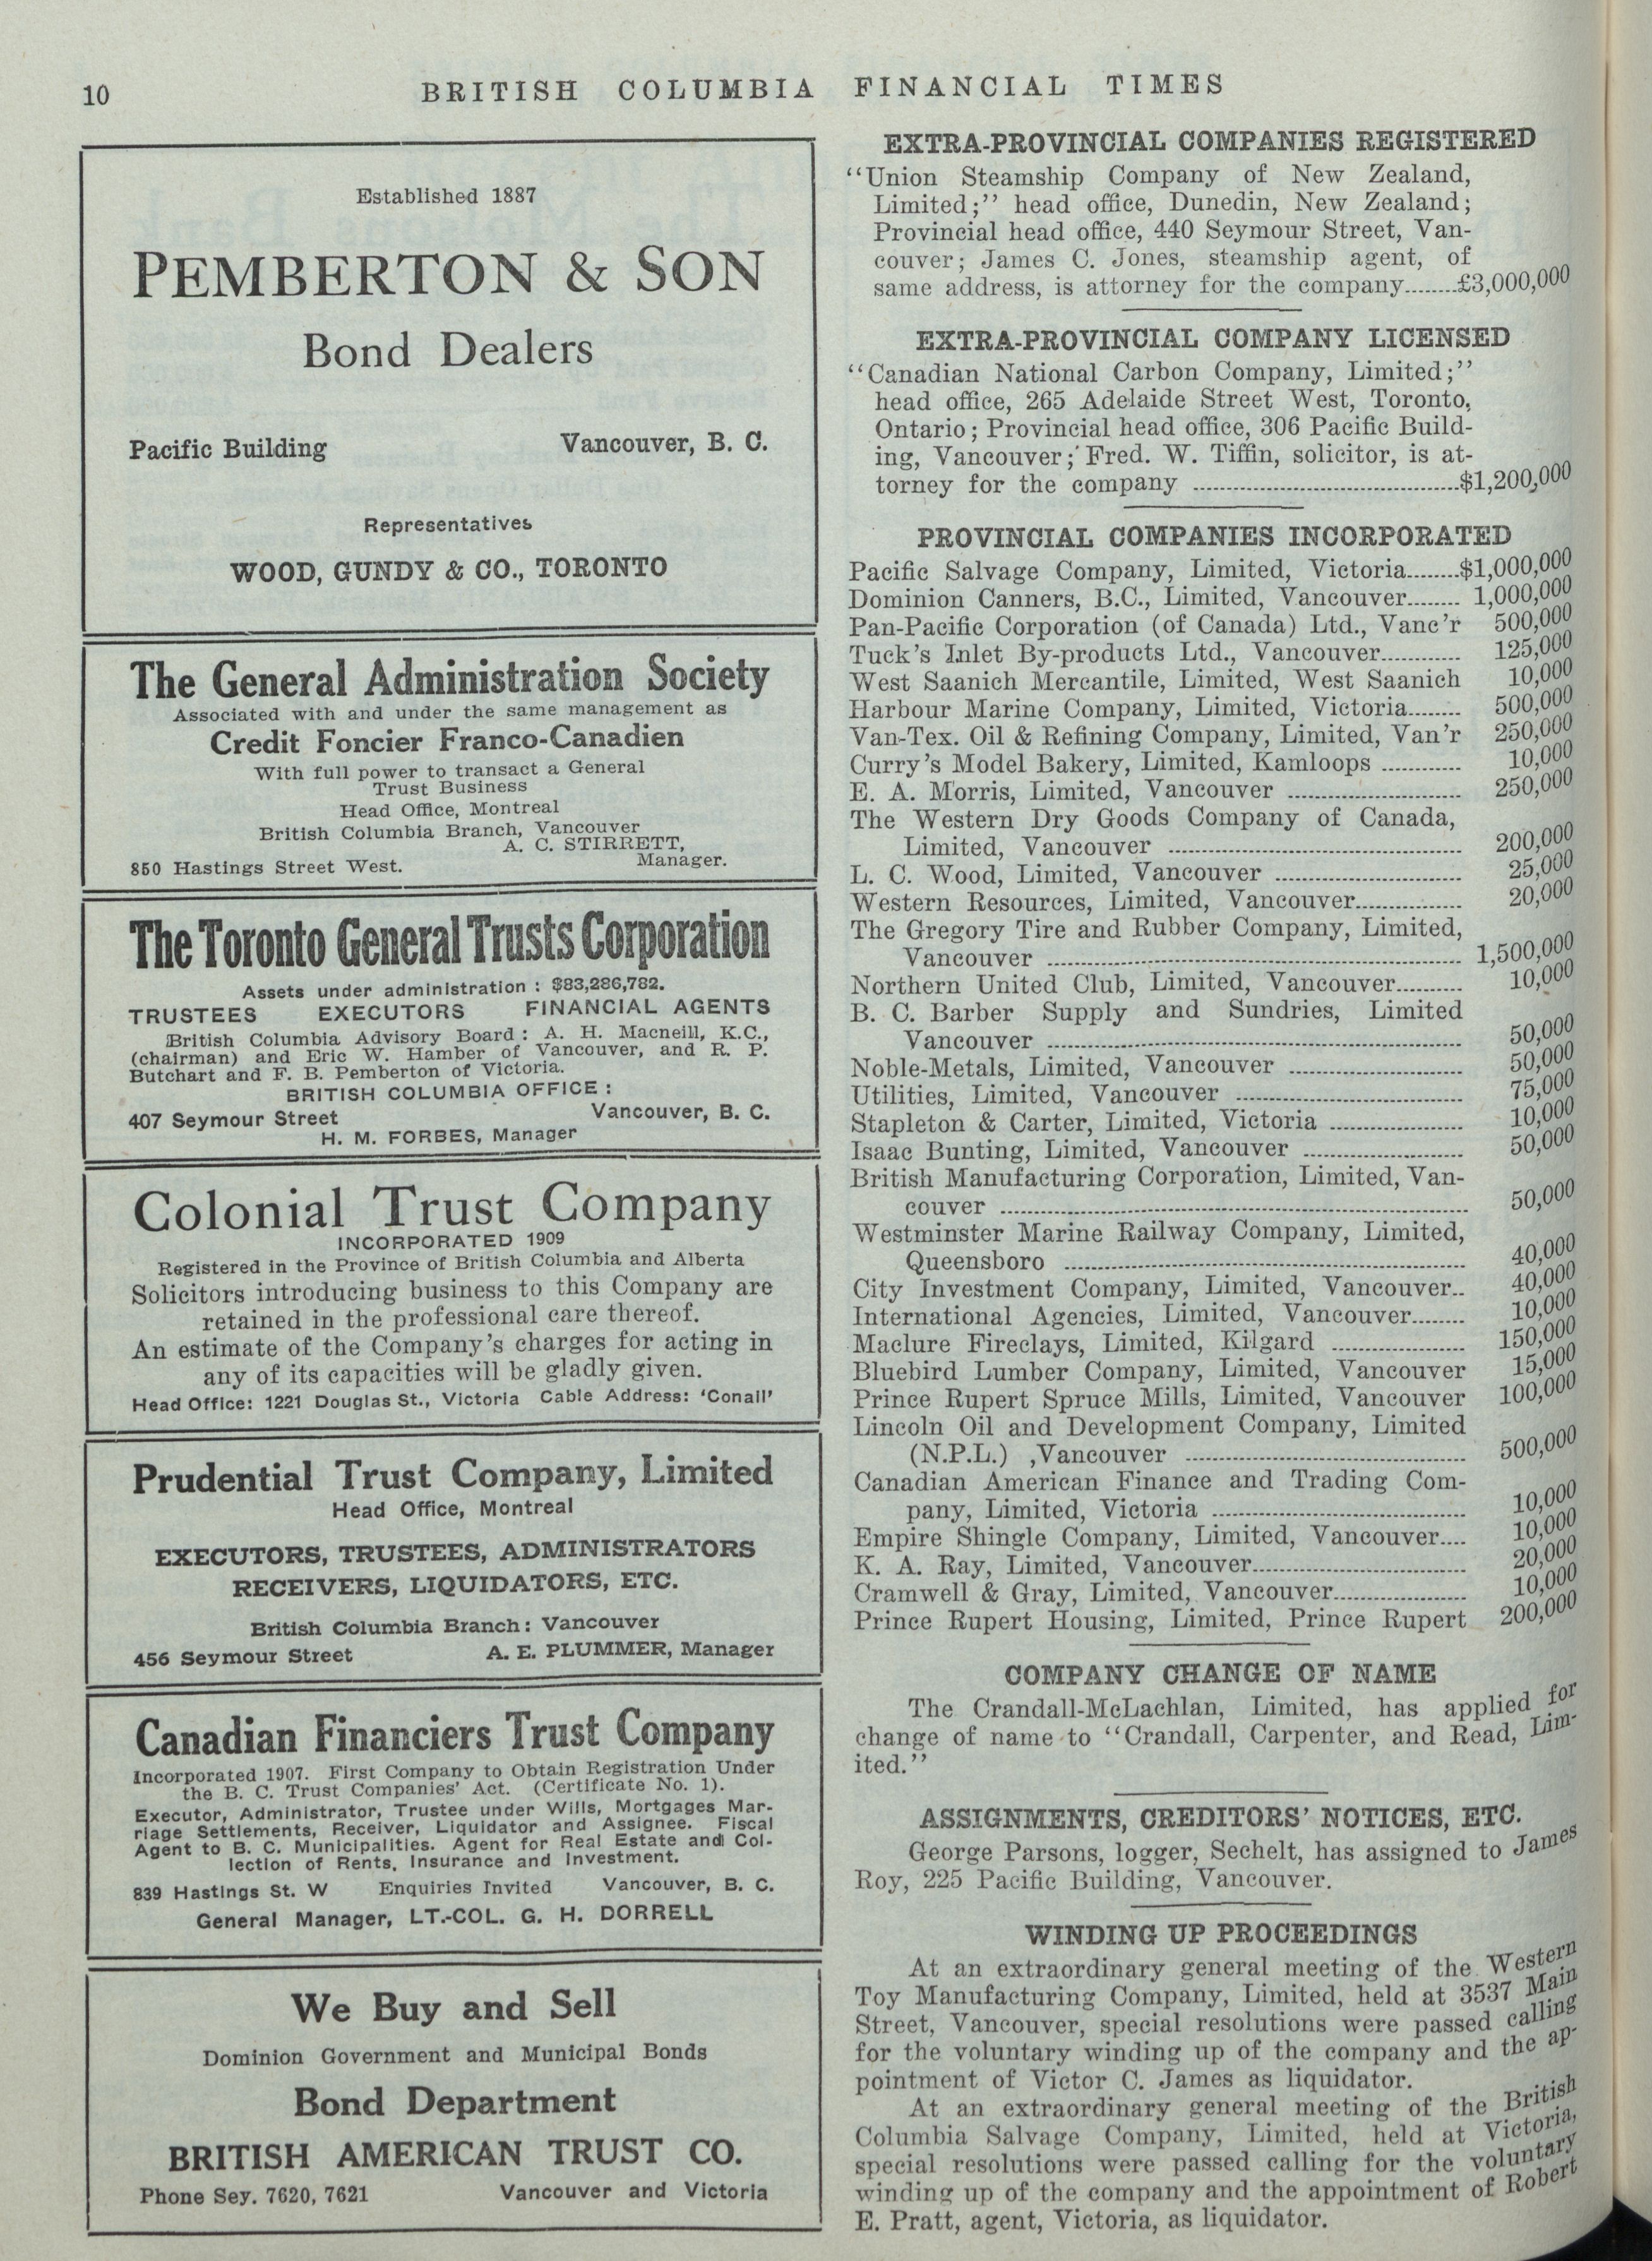 10
BRITISH COLUMBIA FINANCIAL TIMES
Established 1887
PEMBERTON & SON
Bond Dealers
Pacific Building Vancouver, B. C.
Representatives
WOOD, GUNDY & CO., TORONTO
The General Administration Society
Associated with and under the same management as
Credit Foncier Franco-Canadien
With full power to transact a General
Trust Business
Head Office, Montreal
British Columbia Branch, Vancouver
A. C. STIRRETT,
850 Hastings Street West. Manager.
The Toronto General Trusts Corporation
Assets under administration : $83,286,782.
TRUSTEES EXECUTORS FINANCIAL AGENTS
British Columbia Advisory Board : A. H. Macneill, K.C.,
(chairman) and Eric W. Hamber of Vancouver, and R. P.
Butchart and F. B. Pemberton of Victoria.
BRITISH COLUMBIA OFFICE :
407 Seymour Street Vancouver, B. C.
H. M. FORBES, Manager
Colonial Trust Company
INCORPORATED 1909
Registered in the Province of British Columbia and Alberta
Solicitors introducing business to this Company are
retained in the professional care thereof.
An estimate of the Company's charges for acting in
any of its capacities will be gladly given.
Head Office: 1221 Douglas St., Victoria Cable Address: 'Conail'
Prudential Trust Company, Limited
Head Office, Montreal
EXECUTORS, TRUSTEES, ADMINISTRATORS
RECEIVERS, LIQUIDATORS, ETC.
British Columbia Branch: Vancouver
456 Seymour Street A. E. PLUMMER, Manager
Canadian Financiers Trust Company
Incorporated 1907. First Company to Obtain Registration Under
the B. C. Trust Companies' Act. (Certificate No. 1).
Executor, Administrator, Trustee under Wills, Mortgages Mar-
riage Settlements, Receiver, Liquidator and Assignee. Fiscal
Agent to B. C. Municipalities. Agent for Real Estate and Col-
lection of Rents, Insurance and Investment.
839 Hastings St. W Enquiries Invited Vancouver, B. C.
General Manager, LT.-COL. G. H. DORRELL
We Buy and Sell
Dominion Government and Municipal Bonds
Bond Department
BRITISH AMERICAN TRUST CO.
Phone Sey. 7620, 7621 Vancouver and Victoria
EXTRA-PROVINCIAL COMPANIES REGISTERED
"Union Steamship Company of New Zealand,
Limited;" head office, Dunedin, New Zealand;
Provincial head office, 440 Seymour Street, Van-
couver; James C. Jones, steamship agent, of
same address, is attorney for the company........£3,000,000
EXTRA-PROVINCIAL COMPANY LICENSED
"Canadian National Carbon Company, Limited;"
head office, 265 Adelaide Street West, Toronto,
Ontario; Provincial head office, 306 Pacific Build-
ing, Vancouver; Fred. W. Tiffin, solicitor, is at-
torney for the company ........$1,200,000
PROVINCIAL COMPANIES INCORPORATED
Pacific Salvage Company, Limited, Victoria........$1,000,000
Dominion Canners, B.C., Limited, Vancouver........ 1,000,000
Pan-Pacific Corporation (of Canada) Ltd., Vanc'r 500,000
Tuck's Inlet By-products Ltd., Vancouver............ 125,000
West Saanich Mercantile, Limited, West Saanich 10,000
Harbour Marine Company, Limited, Victoria........ 500,000
Van-Tex. Oil & Refining Company, Limited, Van'r 250,000
Curry's Model Bakery, Limited, Kamloops ............ 10,000
E. A. Morris, Limited, Vancouver ............ 250,000
The Western Dry Goods Company of Canada,
Limited, Vancouver ............ 200,000
L. C. Wood, Limited, Vancouver ............ 25,000
Western Resources, Limited, Vancouver............ 20,000
The Gregory Tire and Rubber Company, Limited,
Vancouver ............ 1,500,000
Northern United Club, Limited, Vancouver.......... 10,000
B. C. Barber Supply and Sundries, Limited
Vancouver ............ 50,000
Noble-Metals, Limited, Vancouver ............ 50,000
Utilities, Limited, Vancouver ............ 75,000
Stapleton & Carter, Limited, Victoria ............ 10,000
Isaac Bunting, Limited, Vancouver ............ 50,000
British Manufacturing Corporation, Limited, Van-
couver ............ 50,000
Westminster Marine Railway Company, Limited,
Queensboro ............ 40,000
City Investment Company, Limited, Vancouver.. 40,000
International Agencies, Limited, Vancouver........ 10,000
Maclure Fireclays, Limited, Kilgard ............ 150,000
Bluebird Lumber Company, Limited, Vancouver 15,000
Prince Rupert Spruce Mills, Limited, Vancouver 100,000
Lincoln Oil and Development Company, Limited
(N.P.L.) ,Vancouver ............ 500,000
Canadian American Finance and Trading Com-
pany, Limited, Victoria ............ 10,000
Empire Shingle Company, Limited, Vancouver.... 10,000
K. A. Ray, Limited, Vancouver............ 20,000
Cramwell & Gray, Limited, Vancouver............ 10,000
Prince Rupert Housing, Limited, Prince Rupert 200,000
COMPANY CHANGE OF NAME
The Crandall-McLachlan, Limited, has applied for
change of name to "Crandall, Carpenter, and Read, Lim-
ited."
ASSIGNMENTS, CREDITORS' NOTICES, ETC.
George Parsons, logger, Sechelt, has assigned to James
Roy, 225 Pacific Building, Vancouver.
WINDING UP PROCEEDINGS
At an extraordinary general meeting of the Western
Toy Manufacturing Company, Limited, held at 3537 Main
Street, Vancouver, special resolutions were passed calling
for the voluntary winding up of the company and the ap-
pointment of Victor C. James as liquidator.
At an extraordinary general meeting of the British
Columbia Salvage Company, Limited, held at Victoria,
special resolutions were passed calling for the voluntary
winding up of the company and the appointment of Robert
E. Pratt, agent, Victoria, as liquidator.